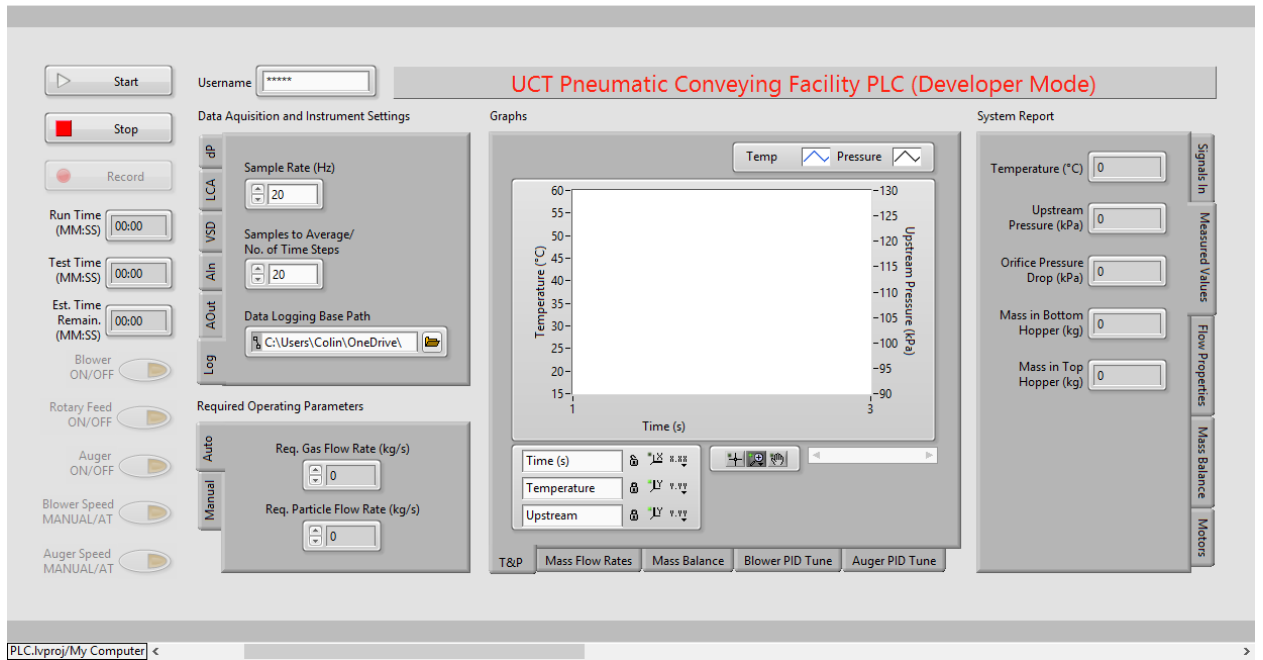 Start
Username
*****
UCT Pneumatic Conveying Facility PLC (Developer Mode)
Stop
Record
Run Time
(MM:SS)
00:00
Test Time
(MM:SS)
00:00
Est. Time
Remain.
(MM:SS)
00:00
Blower
ON/OFF
Rotary Feed
ON/OFF
Auger
ON/OFF
Blower Speed
MANUAL/AT
Auger Speed
MANUAL/AT
Data Aquisition and Instrument Settings
dP
LCA
VSD
AIn
AOut
Log
Sample Rate (Hz)
20
Samples to Average/
No. of Time Steps
20
Data Logging Base Path
C:\Users\Colin\OneDrive\
Required Operating Parameters
Auto
Manual
Req. Gas Flow Rate (kg/s)
0
Req. Particle Flow Rate (kg/s)
0
Graphs
Temp
Pressure
Temperature (°C)
60
55
50
45
40
35
30
25
20
15
130
125
120
115
110
105
100
95
90
Upstream Pressure (kPa)
1
3
Time (s)
Time (s)
Temperature
Upstream
T&P
Mass Flow Rates
Mass Balance
Blower PID Tune
Auger PID Tune
System Report
Temperature (°C)
0
Upstream
Pressure (kPa)
0
Orifice Pressure
Drop (kPa)
0
Mass in Bottom
Hopper (kg)
0
Mass in Top
Hopper (kg)
0
Signals In
Measured Values
Flow Properties
Mass Balance
Motors
PLC.lvproj/My Computer